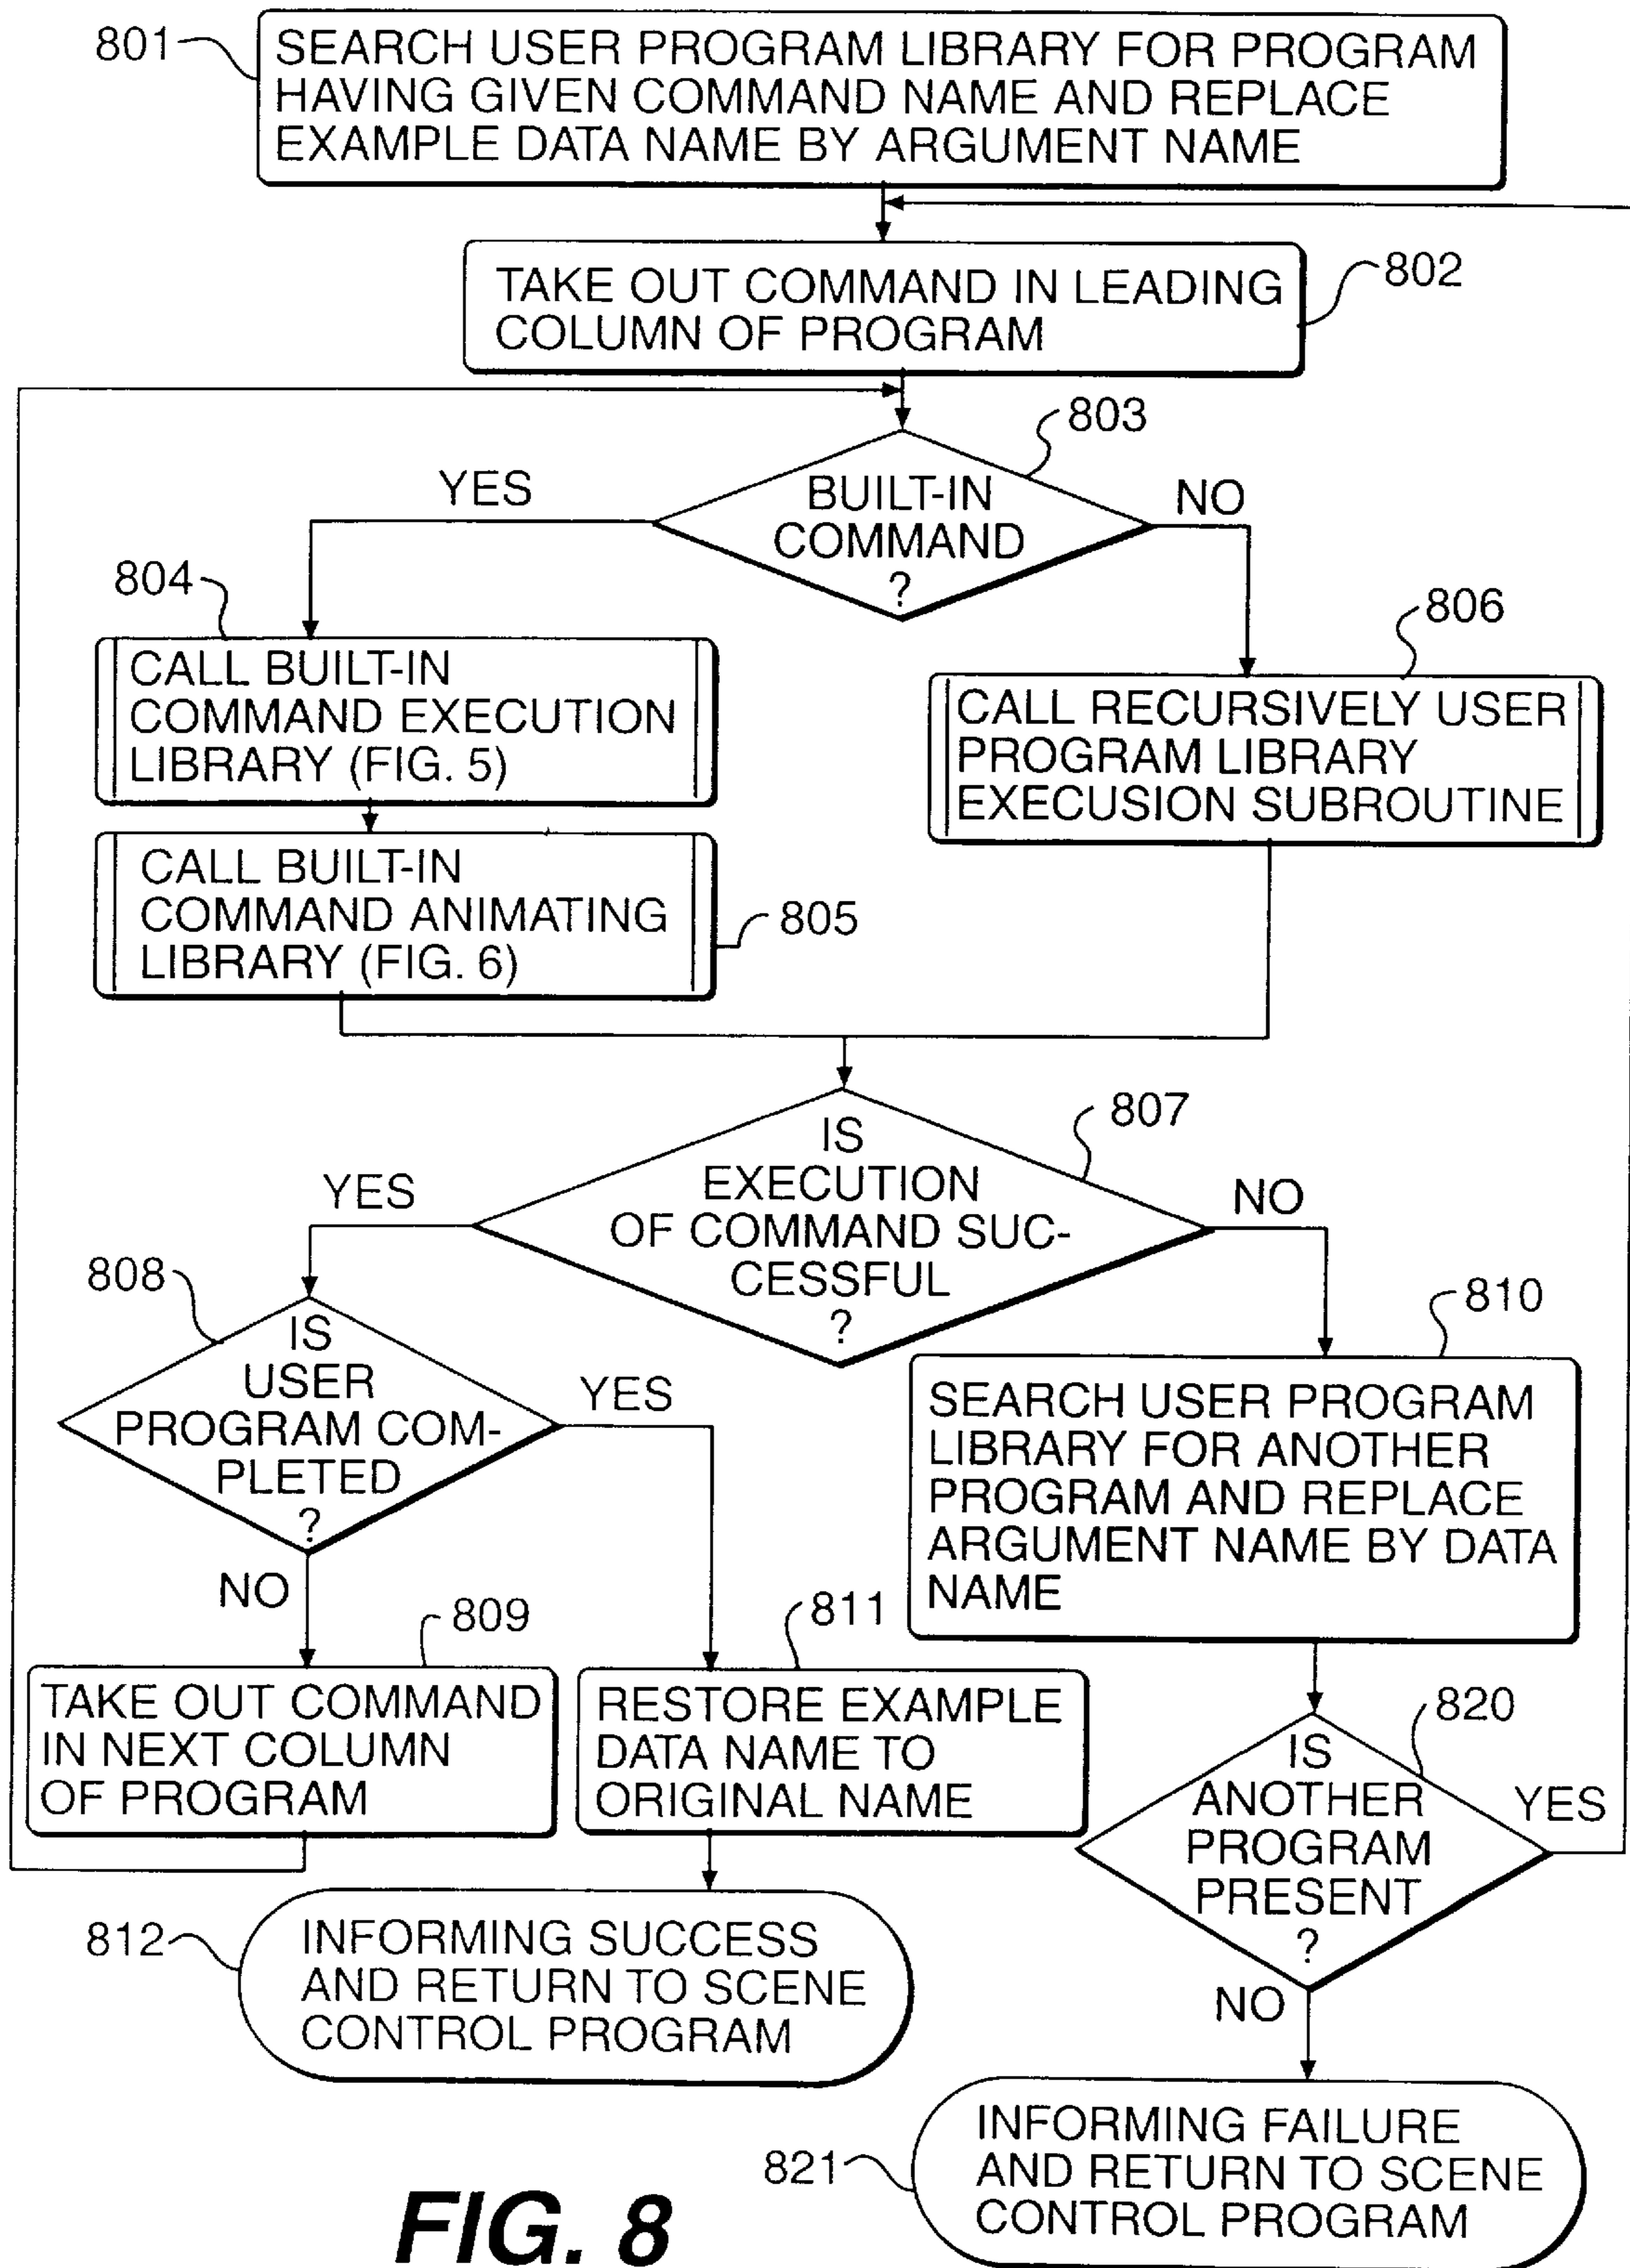 801
SEARCH USER PROGRAM LIBRARY FOR PROGRAM
HAVING GIVEN COMMAND NAME AND REPLACE
EXAMPLE DATA NAME BY ARGUMENT NAME
TAKE OUT COMMAND IN LEADING
COLUMN OF PROGRAM
802
803
BUILT-IN
COMMAND
?
YES
NO
804
CALL BUILT-IN
COMMAND EXECUTION
LIBRARY (FIG. 5)
806
CALL RECURSIVELY USER
PROGRAM LIBRARY
EXECUSION SUBROUTINE
CALL BUILT-IN
COMMAND ANIMATING
LIBRARY (FIG. 6)
805
807
IS
EXECUTION
OF COMMAND SUC-
CESSFUL
?
YES
NO
808
IS
USER
PROGRAM COM-
PLETED
?
YES
NO
810
SEARCH USER PROGRAM
LIBRARY FOR ANOTHER
PROGRAM AND REPLACE
ARGUMENT NAME BY DATA
NAME
809
TAKE OUT COMMAND
IN NEXT COLUMN
OF PROGRAM
811
RESTORE EXAMPLE
DATA NAME TO
ORIGINAL NAME
820
IS
ANOTHER
PROGRAM
PRESENT
?
YES
NO
812
INFORMING SUCCESS
AND RETURN TO SCENE
CONTROL PROGRAM
821
INFORMING FAILURE
AND RETURN TO SCENE
CONTROL PROGRAM
FIG. 8